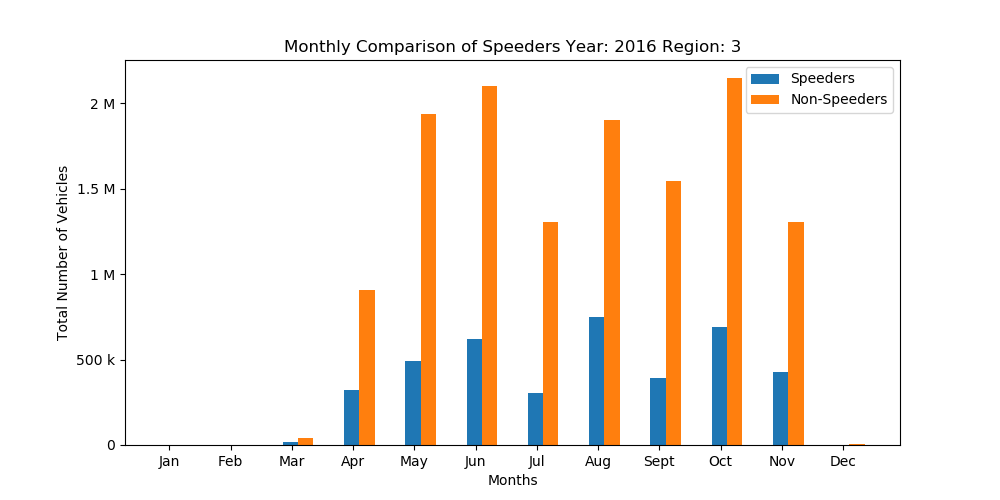 Monthly Comparison of Speeders Year: 2016 Region: 3
Speeders
Non-Speeders
Total Number of Vehicles
2 M
1.5 M
1 M
500 k
0
Jan Feb Mar Apr May Jun Jul Aug Sept Oct Nov Dec
Months